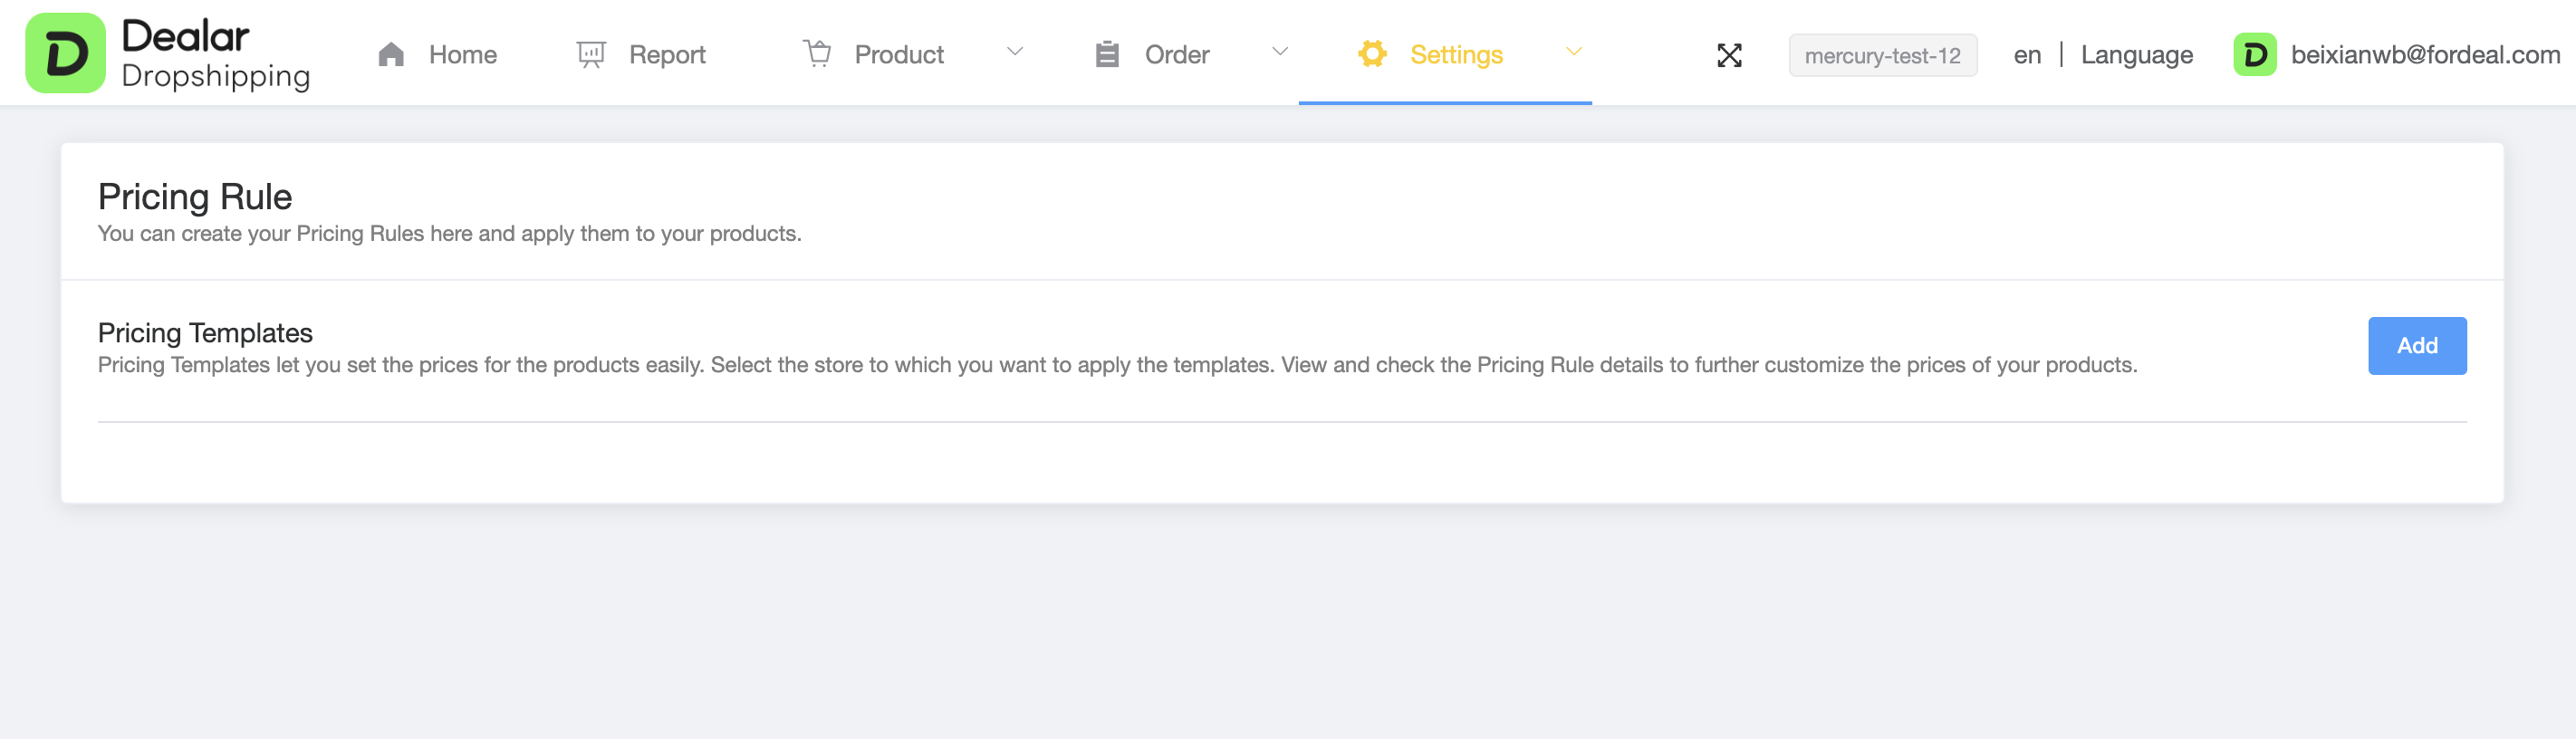 Dealar
Dropshipping
Home
Report
Product
Order
Settings
mercury-test-12
en | Language
beixianwb@fordeal.com
Pricing Rule
You can create your Pricing Rules here and apply them to your products.
Pricing Templates
Pricing Templates let you set the prices for the products easily. Select the store to which you want to apply the templates. View and check the Pricing Rule details to further customize the prices of your products.
Add